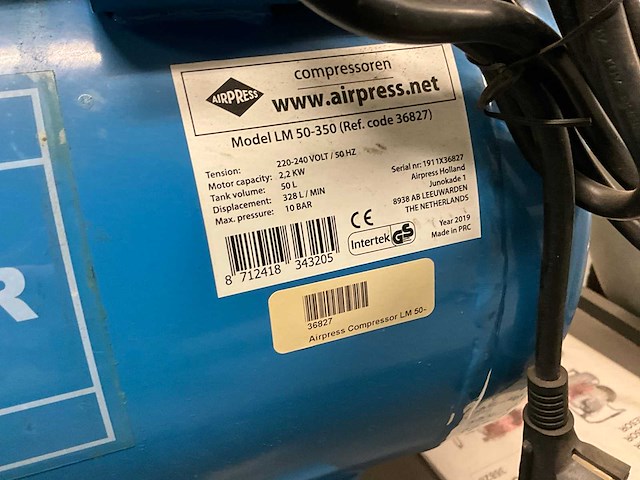 AIRPRESS
compressoren
www.airpress.net
Model LM 50-350 (Ref. code 36827)
Tension: 220-240 VOLT / 50 HZ
Motor capacity: 2,2 KW
Tank volume: 50 L
Displacement: 328 L / MIN
Max. pressure: 10 BAR
Serial nr: 1911X36827
Airpress Holland
Junokade 1
8938 AB LEEUWARDEN
THE NETHERLANDS
CE
Intertek GS
Year 2019
Made in PRC
8 712418 343205
36827
Airpress Compressor LM 50-
R